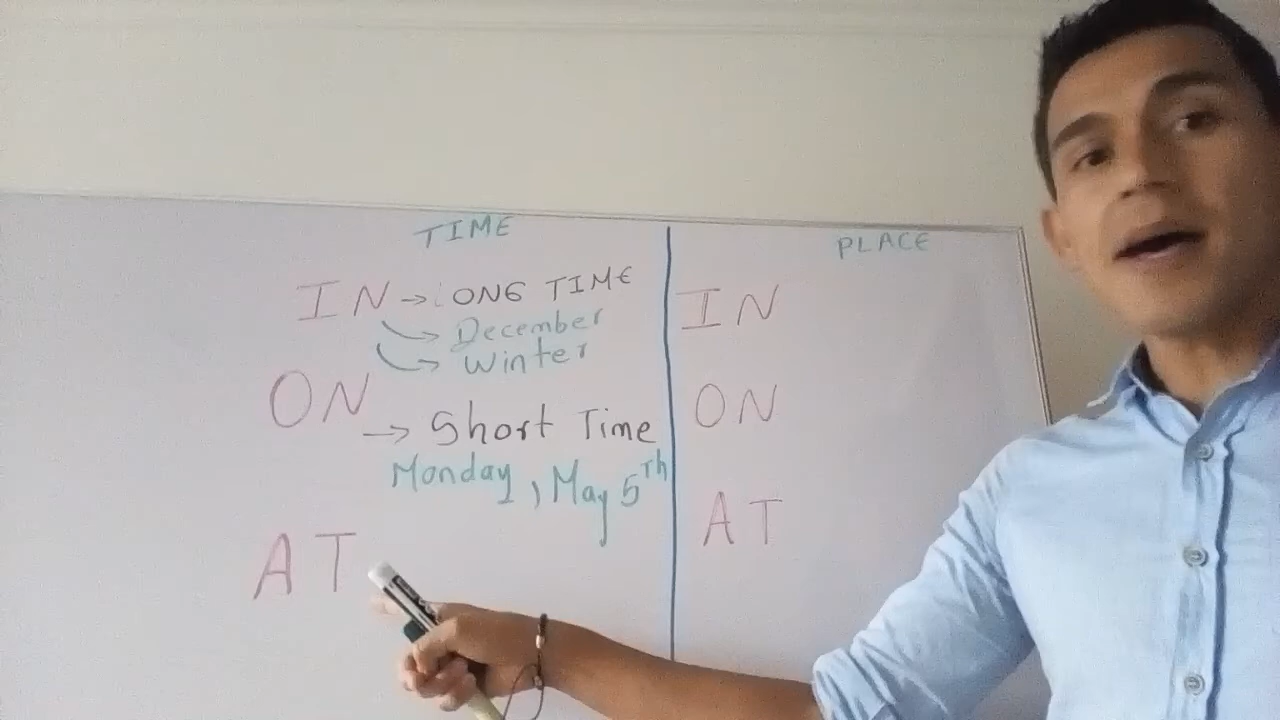 TIME
IN → LONG TIME
→ December
→ Winter
ON
→ Short Time
Monday, May 5Th
AT
PLACE
IN
ON
AT